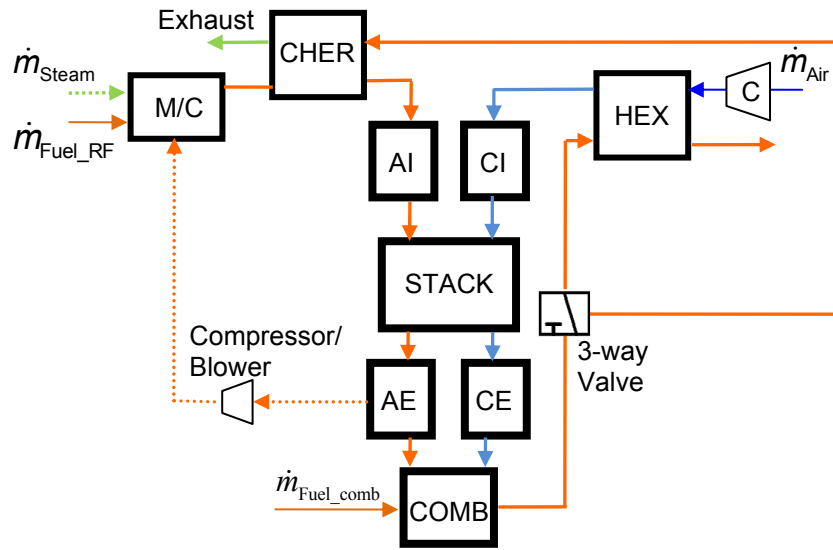 Exhaust
CHER
ṁSteam
ṁAir
M/C
C
HEX
ṁFuel_RF
AI
CI
STACK
Compressor/
Blower
3-way
Valve
AE
CE
ṁFuel_comb
COMB